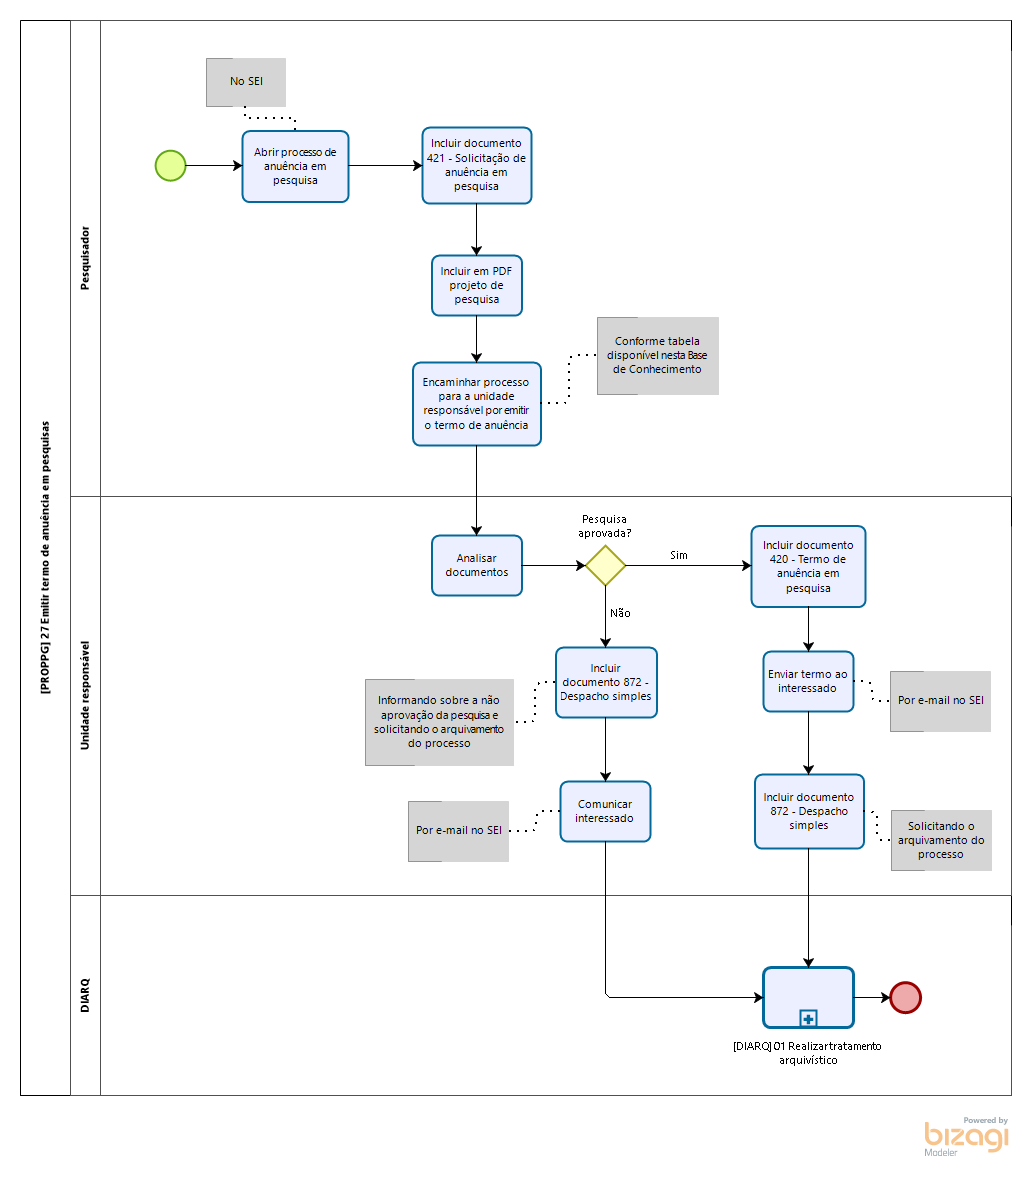 [PROPPG] 27 Emitir termo de anuência em pesquisas
Pesquisador
No SEI
Abrir processo de
anuência em
pesquisa
Incluir documento
421 - Solicitação de
anuência em
pesquisa
Incluir em PDF
projeto de
pesquisa
Encaminhar processo
para a unidade
responsável por emitir
o termo de anuência
Conforme tabela
disponível nesta Base
de Conhecimento
Unidade responsável
Analisar
documentos
Pesquisa
aprovada?
Sim
Não
Incluir documento
420 - Termo de
anuência em
pesquisa
Incluir
documento 872 -
Despacho simples
Informando sobre a não
aprovação da pesquisa e
solicitando o arquivamento
do processo
Enviar termo ao
interessado
Por e-mail no SEI
Comunicar
interessado
Por e-mail no SEI
Incluir documento
872 - Despacho
simples
Solicitando o
arquivamento do
processo
DIARQ
[DIARQ] 01 Realizar tratamento
arquivístico
Powered by
bizagi
Modeler